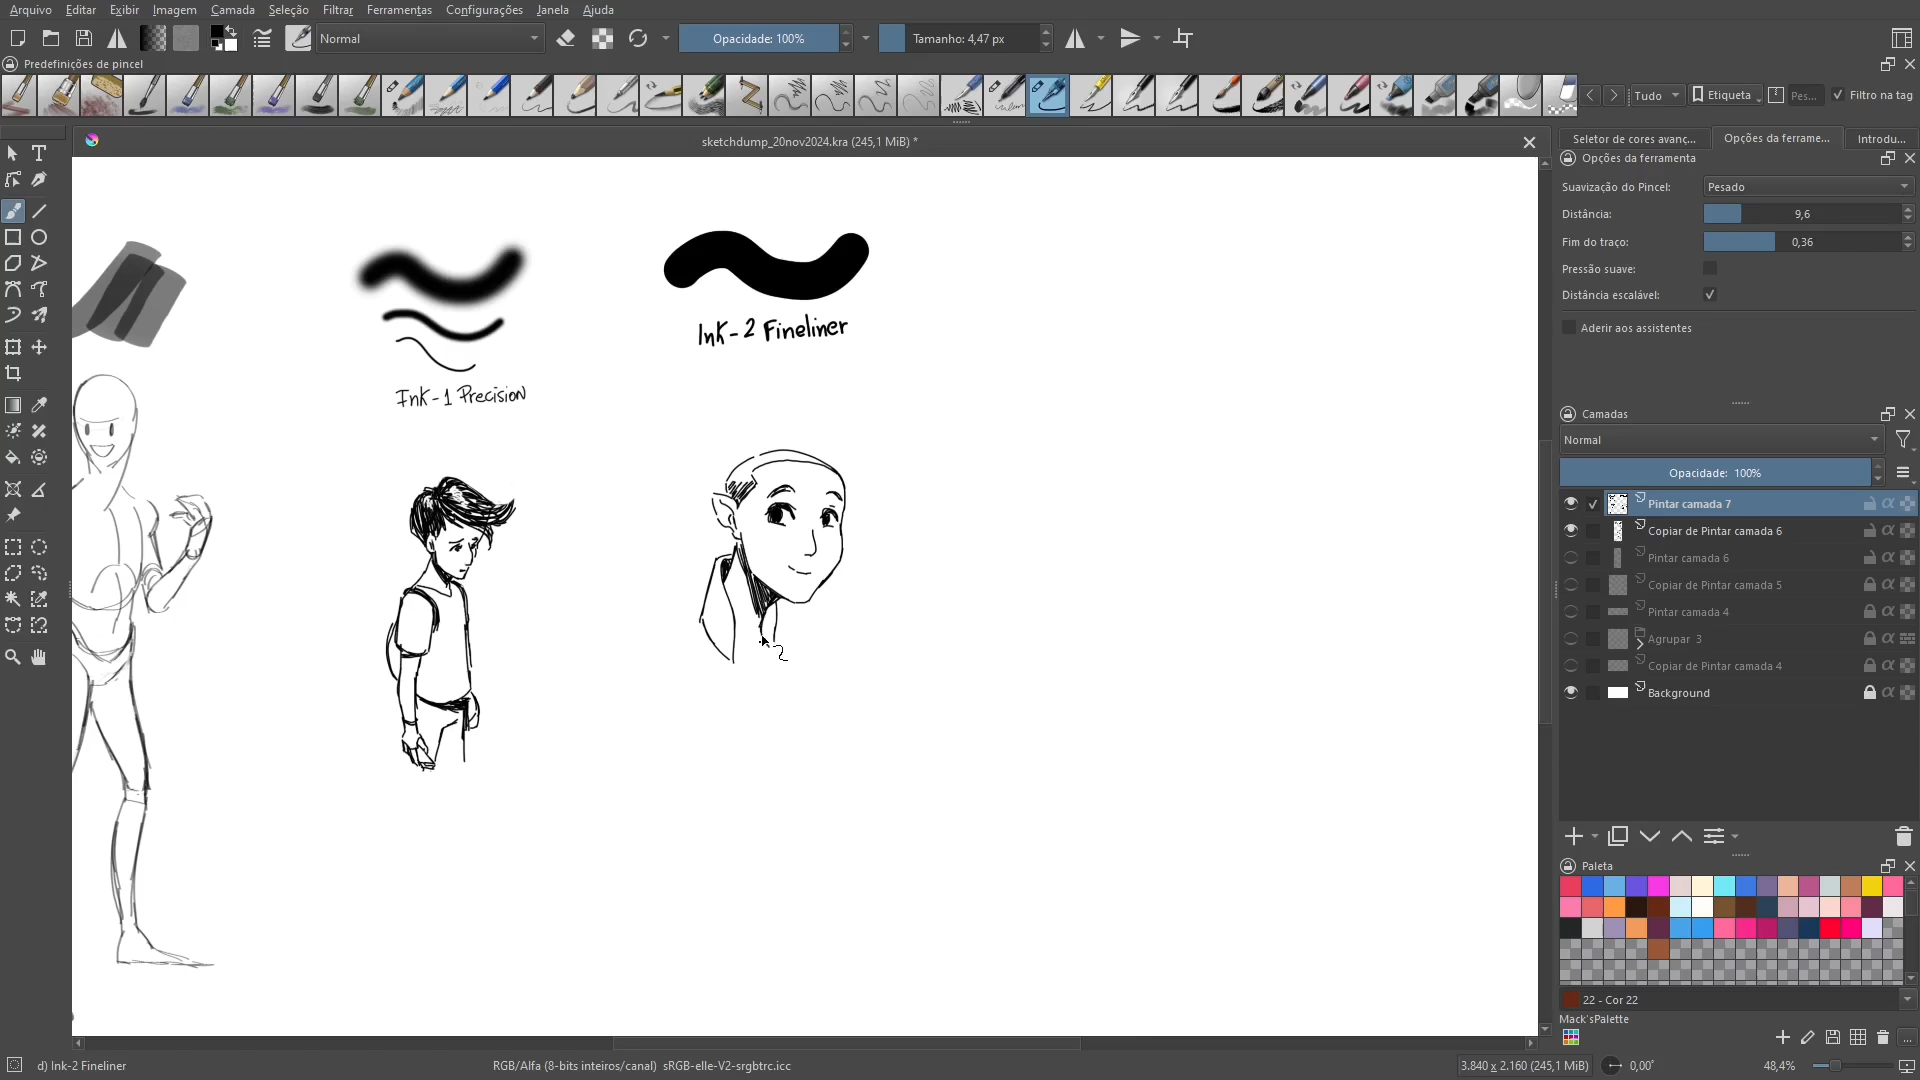 Arquivo Editar Exibir Imagem Camada Seleção Filtrar Ferramentas Configurações Janela Ajuda
Normal Opacidade: 100% Tamanho: 4,47 px
Predefinições de pincel
Tudo Etiqueta Pes... Filtro na tag
sketchdump_20nov2024.kra (245,1 MiB) *
Seletor de cores avanç... Opções da ferrame... Introdu...
Opções da ferramenta
Suavização do Pincel: Pesado
Distância: 9,6
Fim do traço: 0,36
Pressão suave:
Distância escalável:
Aderir aos assistentes
Ink-2 Fineliner
Ink-1 Precision
Camadas
Normal
Opacidade: 100%
Pintar camada 7
Copiar de Pintar camada 6
Pintar camada 6
Copiar de Pintar camada 5
Pintar camada 4
Agrupar 3
Copiar de Pintar camada 4
Background
Paleta
22 - Cor 22
Mack'sPalette
d) Ink-2 Fineliner RGB/Alfa (8-bits inteiros/canal) sRGB-elle-V2-srgbtrc.icc 3.840 x 2.160 (245,1 MiB) 0,00° 48,4%